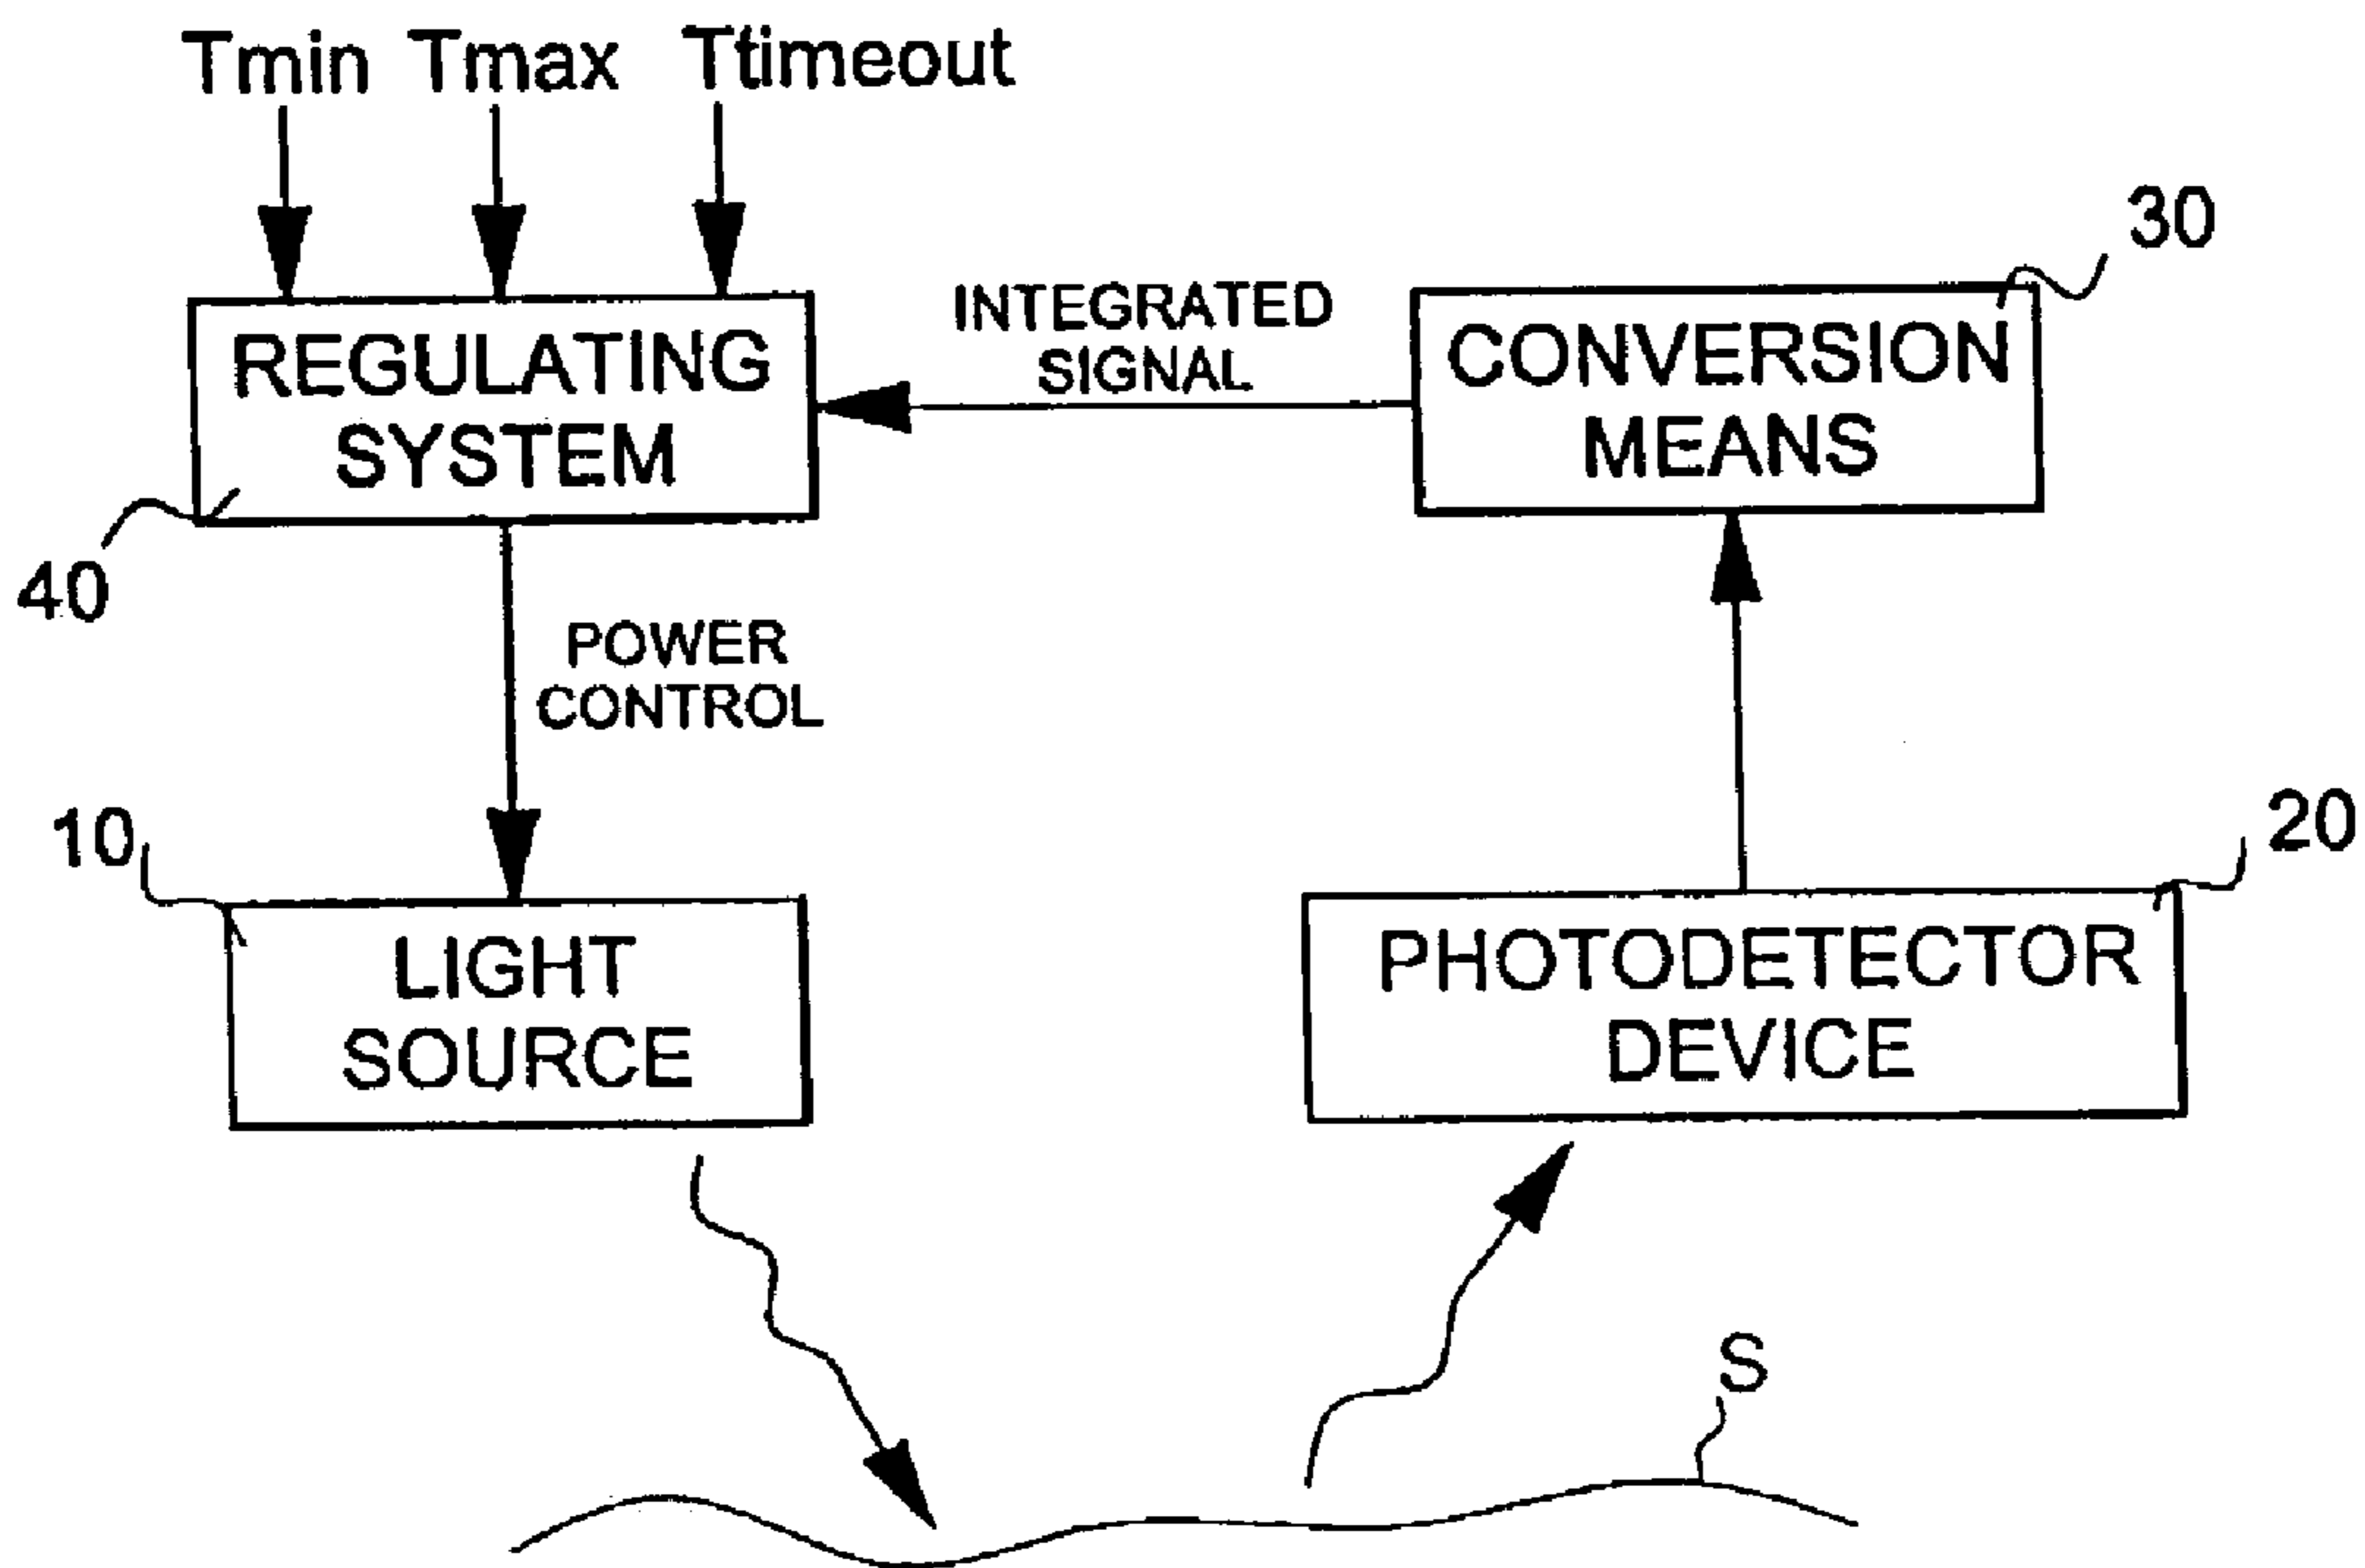 Tmin Tmax Ttimeout
30
INTEGRATED
SIGNAL
REGULATING
SYSTEM
CONVERSION
MEANS
40
POWER
CONTROL
10
20
LIGHT
SOURCE
PHOTODETECTOR
DEVICE
S